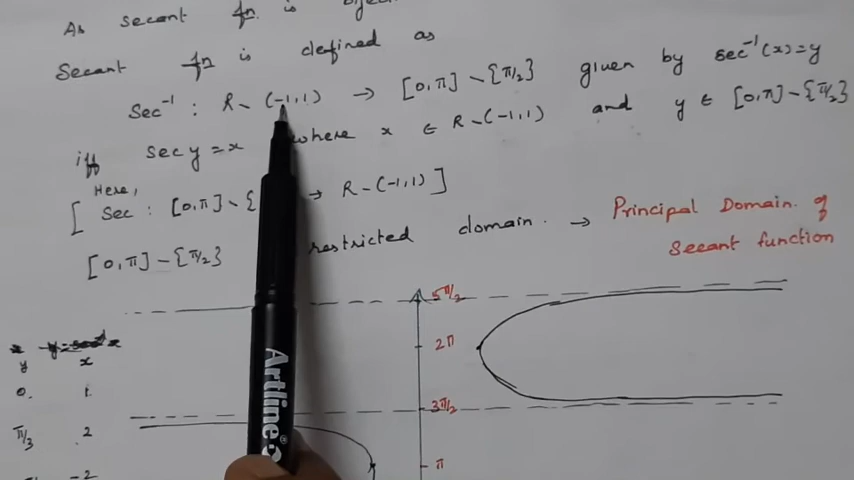 As secant fn. is
Secant fn is defined as
Sec⁻¹ : R - (-1,1) → [0,π] - {π/2} given by sec⁻¹(x)=y
iff sec y = x where x ∈ R - (-1,1) and y ∈ [0,π] - {π/2}
Here,
[ Sec : [0,π] - { → R - (-1,1) ]
[0,π] - {π/2} restricted domain. → Principal Domain of
Secant function
5π/2
2π
3π/2
π
y x
0. 1
π/3 2
-2
Artline